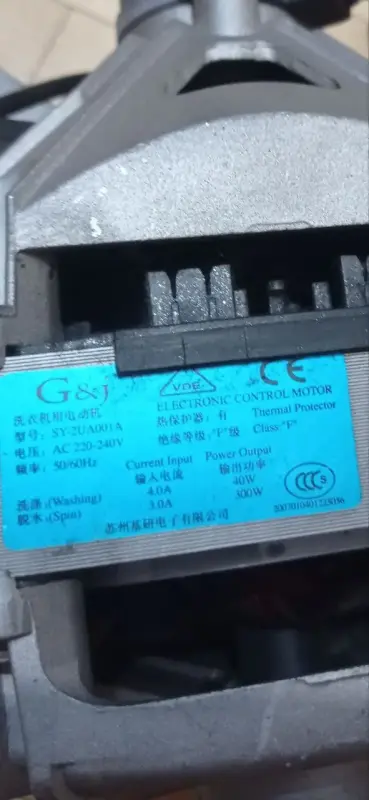 G&J
VDE
CE
洗衣机用电动机
ELECTRONIC CONTROL MOTOR
型号: SY-2UA001A
热保护器: 有 Thermal Protector
电压: AC 220-240V
绝缘等级: "F"级 Class: "F"
频率: 50/60Hz
Current Input Power Output
输入电流 输出功率
洗涤(Washing) 4.0A 40W
脱水(Spin) 3.0A 300W
CCC S
苏州基研电子有限公司